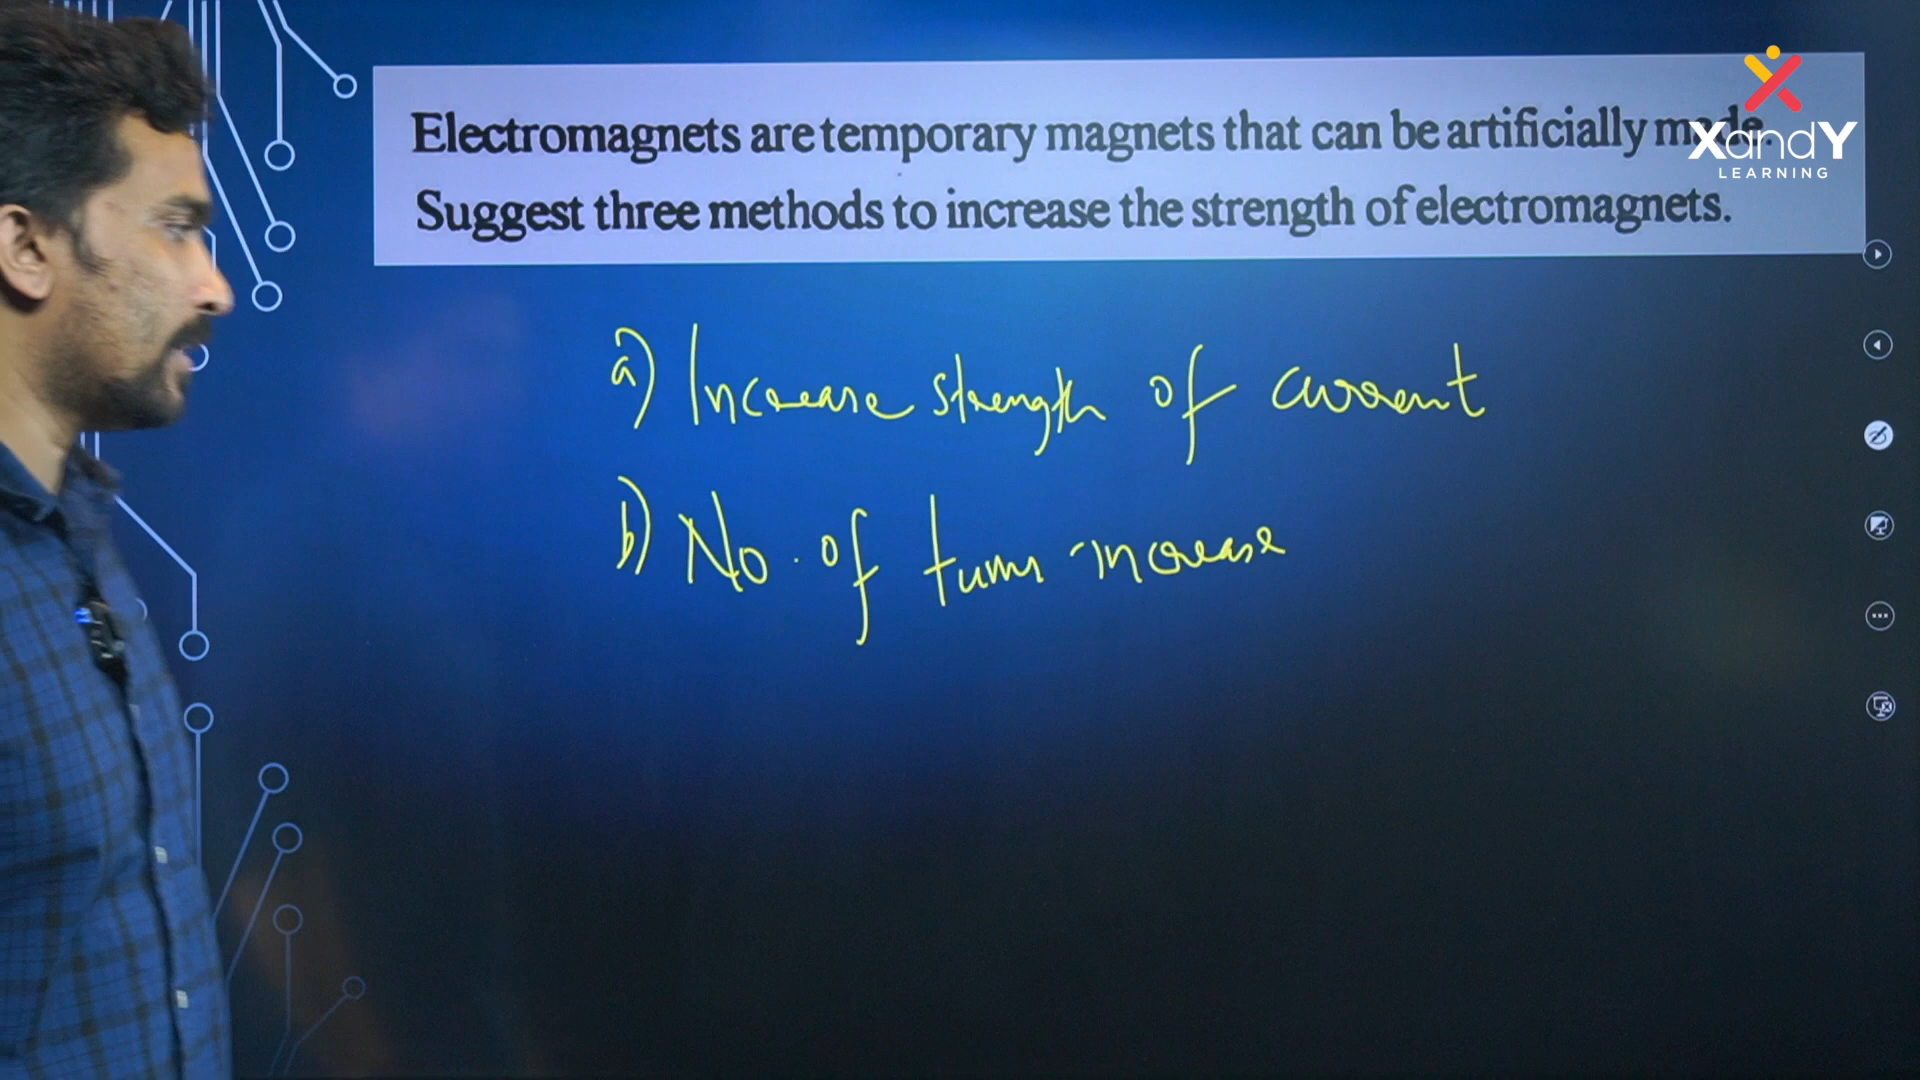 Electromagnets are temporary magnets that can be artificially made.
Suggest three methods to increase the strength of electromagnets.
XandY
LEARNING
a) Increase strength of current
b) No. of turns increase